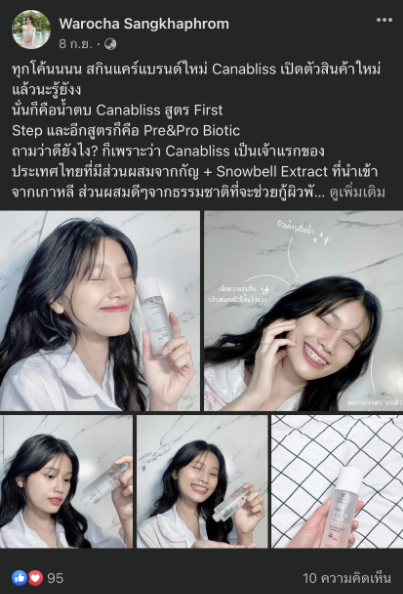 Warocha Sangkhaphrom
8 ก.ย. ·
ทุกโค้นนนน สกินแคร์แบรนด์ใหม่ Canabliss เปิดตัวสินค้าใหม่
แล้วนะรู้ยังงง
นั่นก็คือน้ำตบ Canabliss สูตร First
Step และอีกสูตรก็คือ Pre&Pro Biotic
ถามว่าดียังไง? ก็เพราะว่า Canabliss เป็นเจ้าแรกของ
ประเทศไทยที่มีส่วนผสมจากกัญ + Snowbell Extract ที่นำเข้า
จากเกาหลี ส่วนผสมดีๆจากธรรมชาติที่จะช่วยกู้ผิวพั... ดูเพิ่มเติม
95
10 ความคิดเห็น